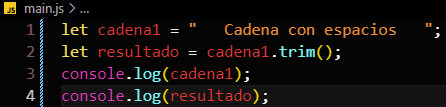 JS main.js > ...
1 let cadena1 = "   Cadena con espacios   ";
2 let resultado = cadena1.trim();
3 console.log(cadena1);
4 console.log(resultado);